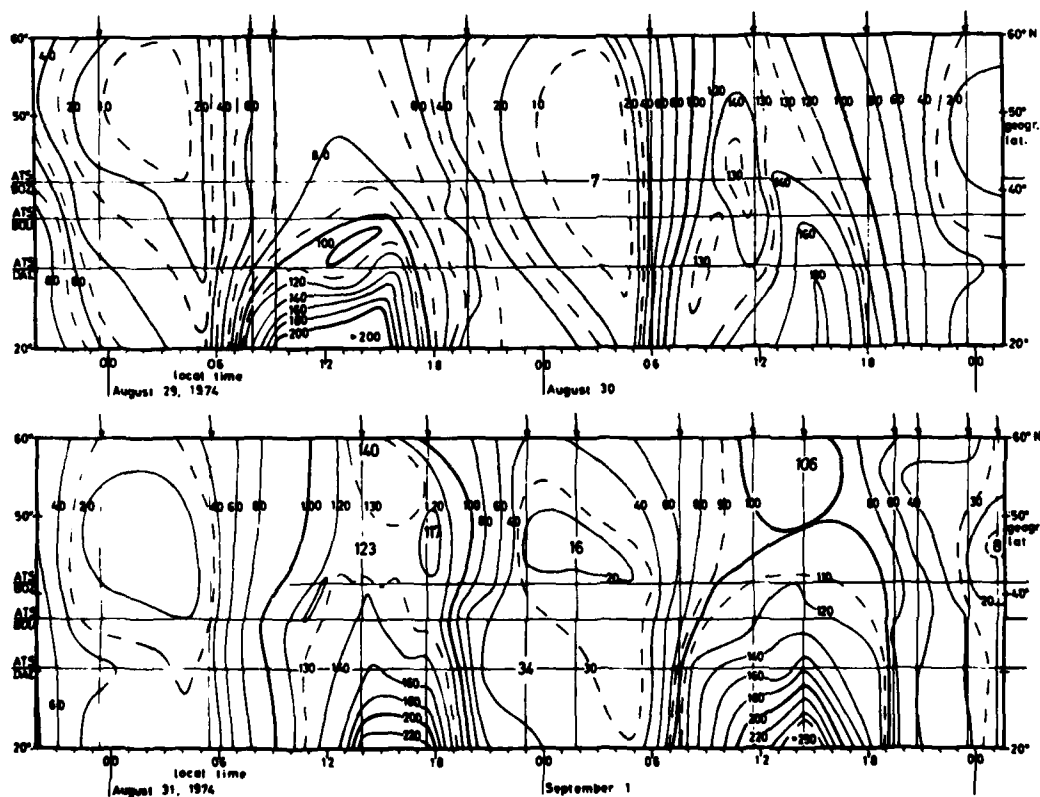 60° 60° N
40 20 10 20 40 60 60 40 20 10 20 40 60 80 100 120 140 130 130 120 100 80 60 40 20
50° 50°
geogr.
lat.
80
ATS
BOZ 7 130 140 40°
ATS
BOU 160
100
ATS
DAL 130
80 60 120 180
140
160
180
200 > 200
20° 20°
00 06 12 18 00 06 12 18 00
local time
August 29, 1974 August 30
60° 60° N
140 106
40 20 40 60 80 100 120 130 120 100 80 60 40 20 40 60 80 90 100 80 60 40 30
50° 117 50°
geogr.
lat
123 16 8
ATS
BOZ 20 110 40°
20
ATS
BOU 120
ATS
DAL 130 140 34 30 140
160 160
180 180
60 200 200
220 220
20° 20°
00 06 12 18 00 06 12 18 00
local time
August 31, 1974 September 1